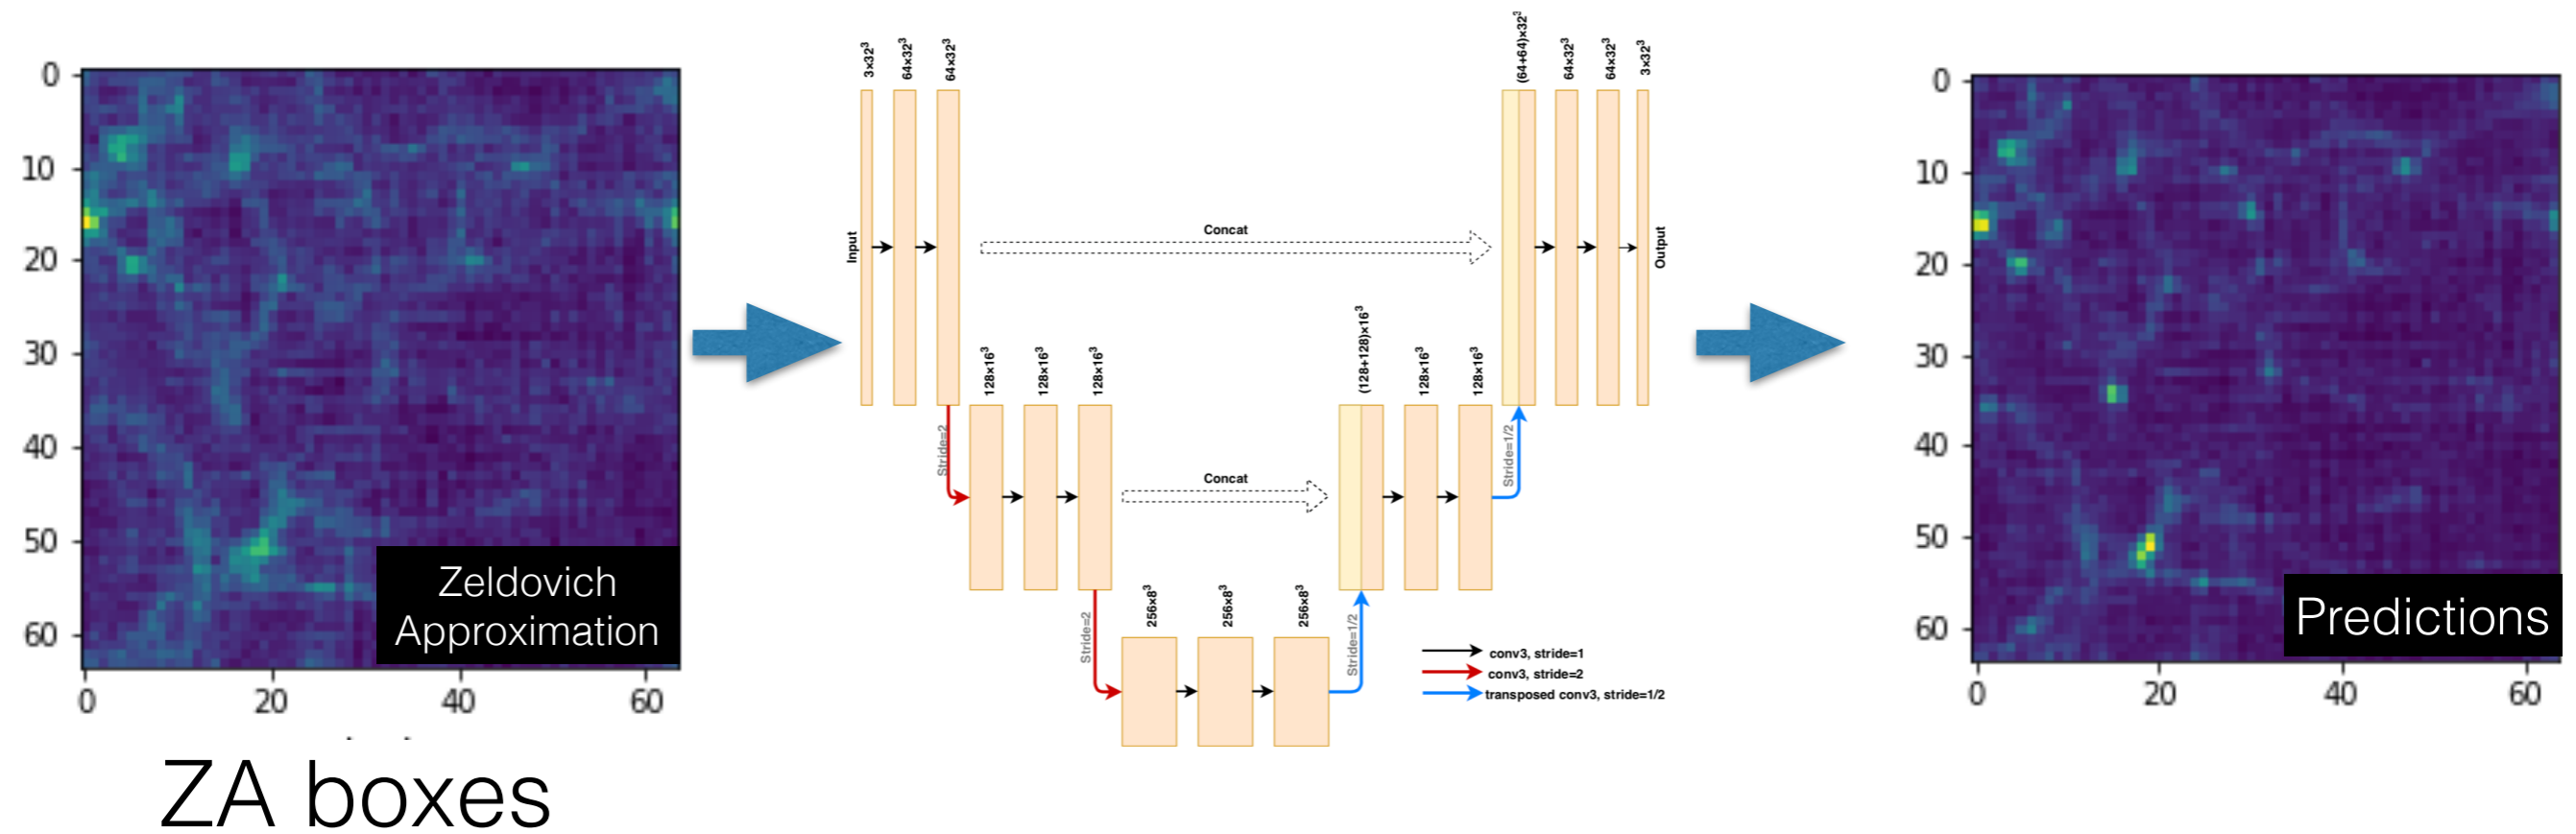 0
10
20
30
40
50
60
0
20
40
60
Zeldovich
Approximation
ZA boxes
3×32³
64×32³
64×32³
Input
Concat
(64+64)×32³
64×32³
64×32³
3×32³
Output
Stride=2
128×16³
128×16³
128×16³
Concat
(128+128)×16³
128×16³
128×16³
Stride=1/2
Stride=2
256×8³
256×8³
256×8³
Stride=1/2
conv3, stride=1
conv3, stride=2
transposed conv3, stride=1/2
0
10
20
30
40
50
60
0
20
40
60
Predictions